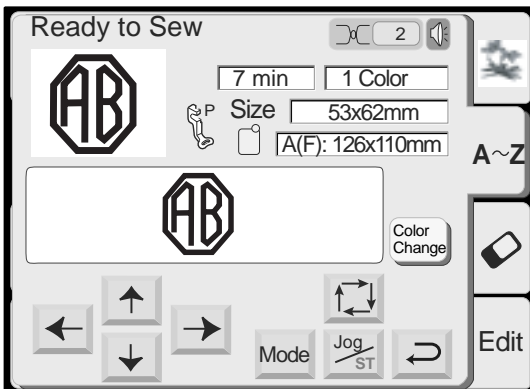 Ready to Sew
2
AB
7 min
1 Color
P
Size
53x62mm
A(F): 126x110mm
A~Z
AB
Color
Change
Mode
Jog
ST
Edit